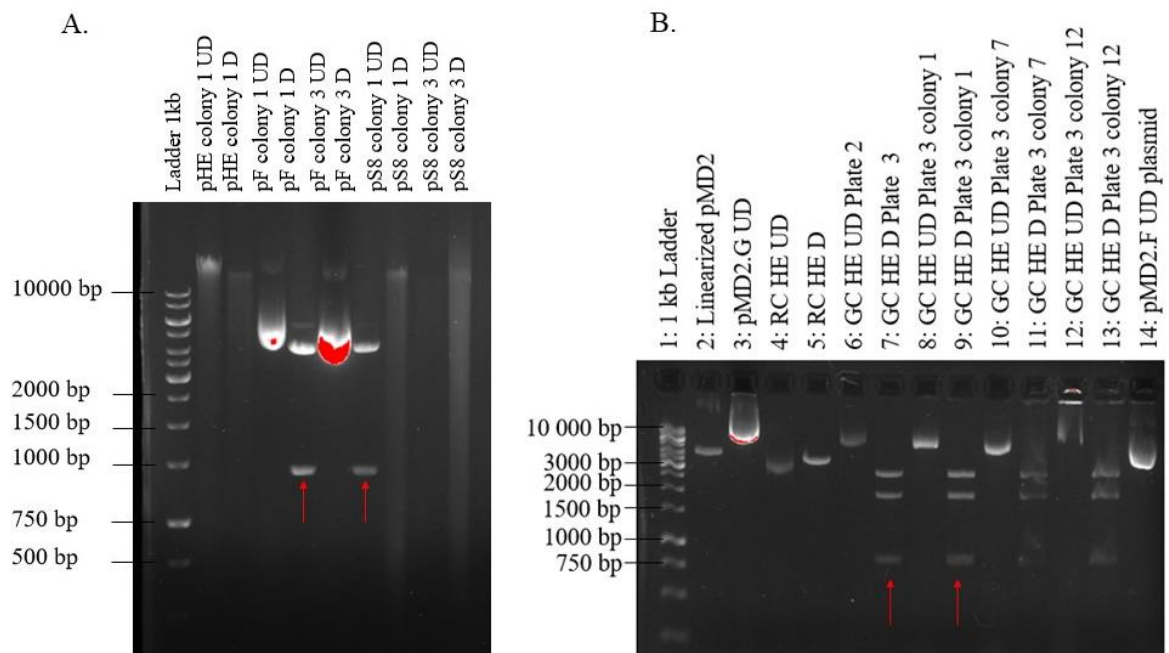 A.
Ladder 1kb
pHE colony 1 UD
pHE colony 1 D
pF colony 1 UD
pF colony 1 D
pF colony 3 UD
pF colony 3 D
pS8 colony 1 UD
pS8 colony 1 D
pS8 colony 3 UD
pS8 colony 3 D
10000 bp
2000 bp
1500 bp
1000 bp
750 bp
500 bp
B.
1: 1 kb Ladder
2: Linearized pMD2
3: pMD2.G UD
4: RC HE UD
5: RC HE D
6: GC HE UD Plate 2
7: GC HE D Plate 3
8: GC HE UD Plate 3 colony 1
9: GC HE D Plate 3 colony 1
10: GC HE UD Plate 3 colony 7
11: GC HE D Plate 3 colony 7
12: GC HE UD Plate 3 colony 12
13: GC HE D Plate 3 colony 12
14: pMD2.F UD plasmid
10 000 bp
3000 bp
2000 bp
1500 bp
1000 bp
750 bp